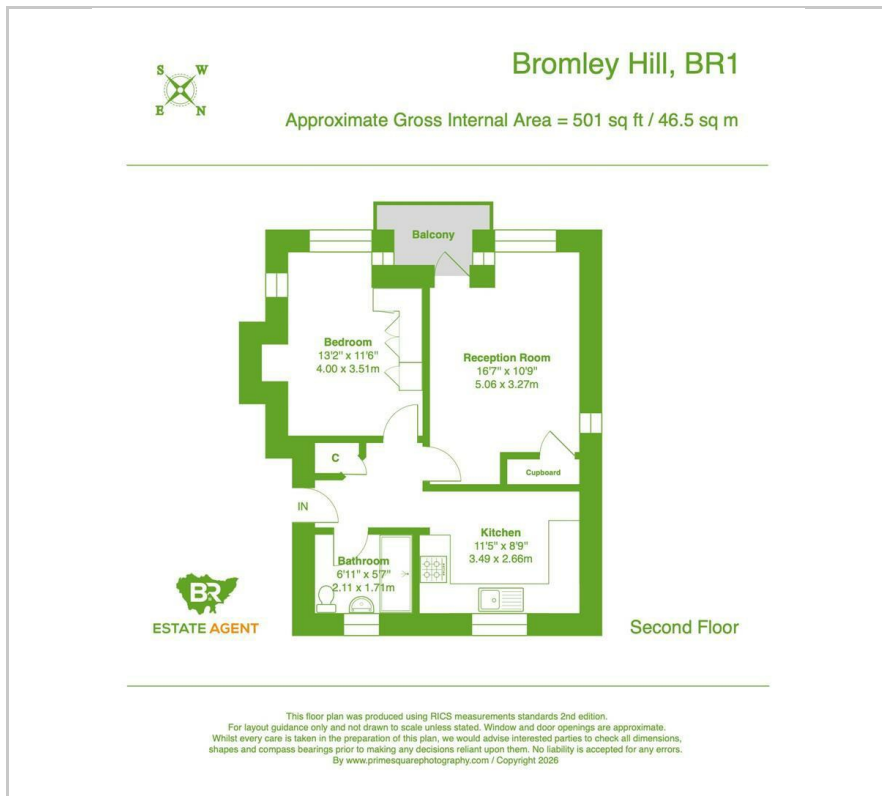 Bromley Hill, BR1
S W
E N
Approximate Gross Internal Area = 501 sq ft / 46.5 sq m
Balcony
Bedroom
13'2" x 11'6"
4.00 x 3.51m
Reception Room
16'7" x 10'9"
5.06 x 3.27m
C
Cupboard
IN
Kitchen
11'5" x 8'9"
3.49 x 2.66m
Bathroom
6'11" x 5'7"
2.11 x 1.71m
BR
ESTATE AGENT
Second Floor
This floor plan was produced using RICS measurements standards 2nd edition.
For layout guidance only and not drawn to scale unless stated. Window and door openings are approximate.
Whilst every care is taken in the preparation of this plan, we would advise interested parties to check all dimensions,
shapes and compass bearings prior to making any decisions reliant upon them. No liability is accepted for any errors.
By www.primesquarephotography.com / Copyright 2026